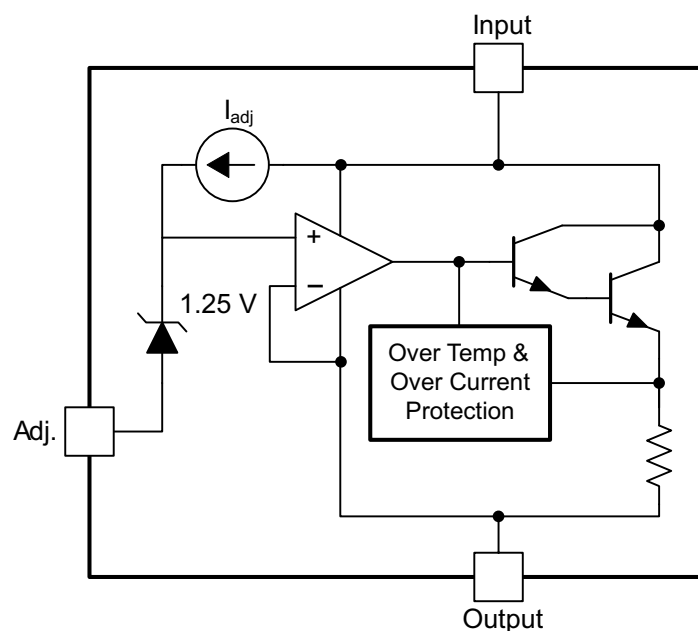 Input
I_adj
+
−
1.25 V
Over Temp &
Over Current
Protection
Adj.
Output